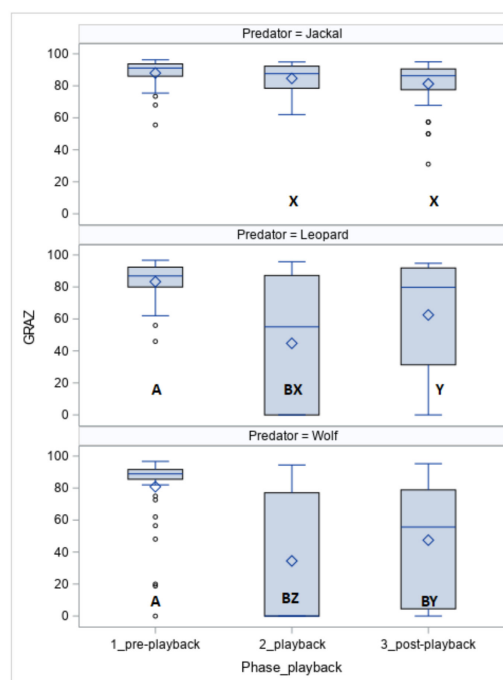 Predator = Jackal
100
80
60
40
20
0
X X
Predator = Leopard
100
80
60
40
20
0
A BX Y
GRAZ
Predator = Wolf
100
80
60
40
20
0
A BZ BY
1_pre-playback 2_playback 3_post-playback
Phase_playback